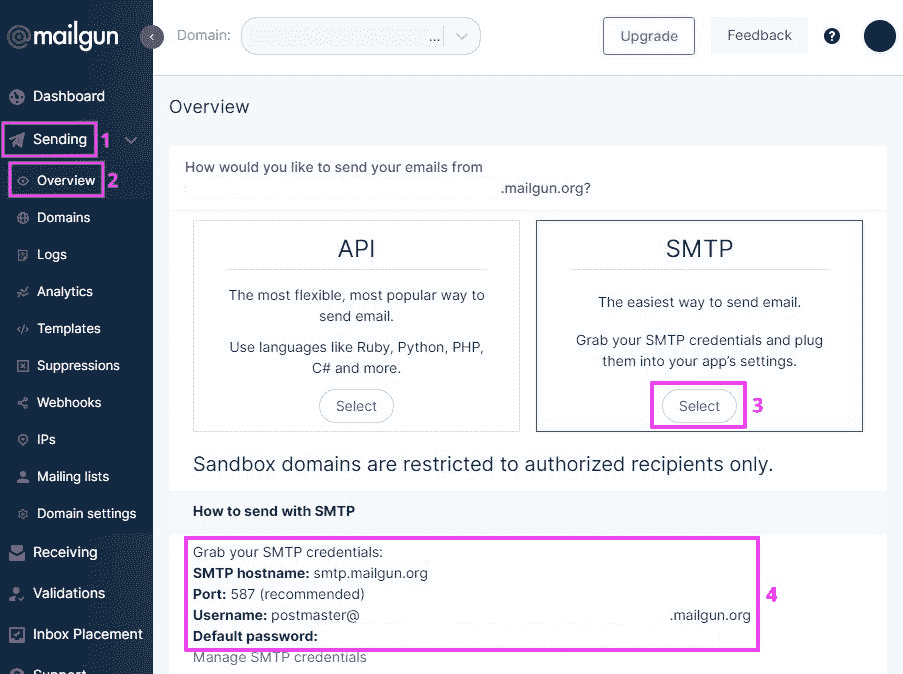 mailgun
Domain:
...
Upgrade
Feedback
?
Dashboard
Sending
1
Overview
2
Domains
Logs
Analytics
Templates
Suppressions
Webhooks
IPs
Mailing lists
Domain settings
Receiving
Validations
Inbox Placement
Support
Overview
How would you like to send your emails from
.mailgun.org?
API
The most flexible, most popular way to
send email.
Use languages like Ruby, Python, PHP,
C# and more.
Select
SMTP
The easiest way to send email.
Grab your SMTP credentials and plug
them into your app's settings.
Select
3
Sandbox domains are restricted to authorized recipients only.
How to send with SMTP
Grab your SMTP credentials:
SMTP hostname: smtp.mailgun.org
Port: 587 (recommended)
Username: postmaster@ .mailgun.org
Default password:
4
Manage SMTP credentials